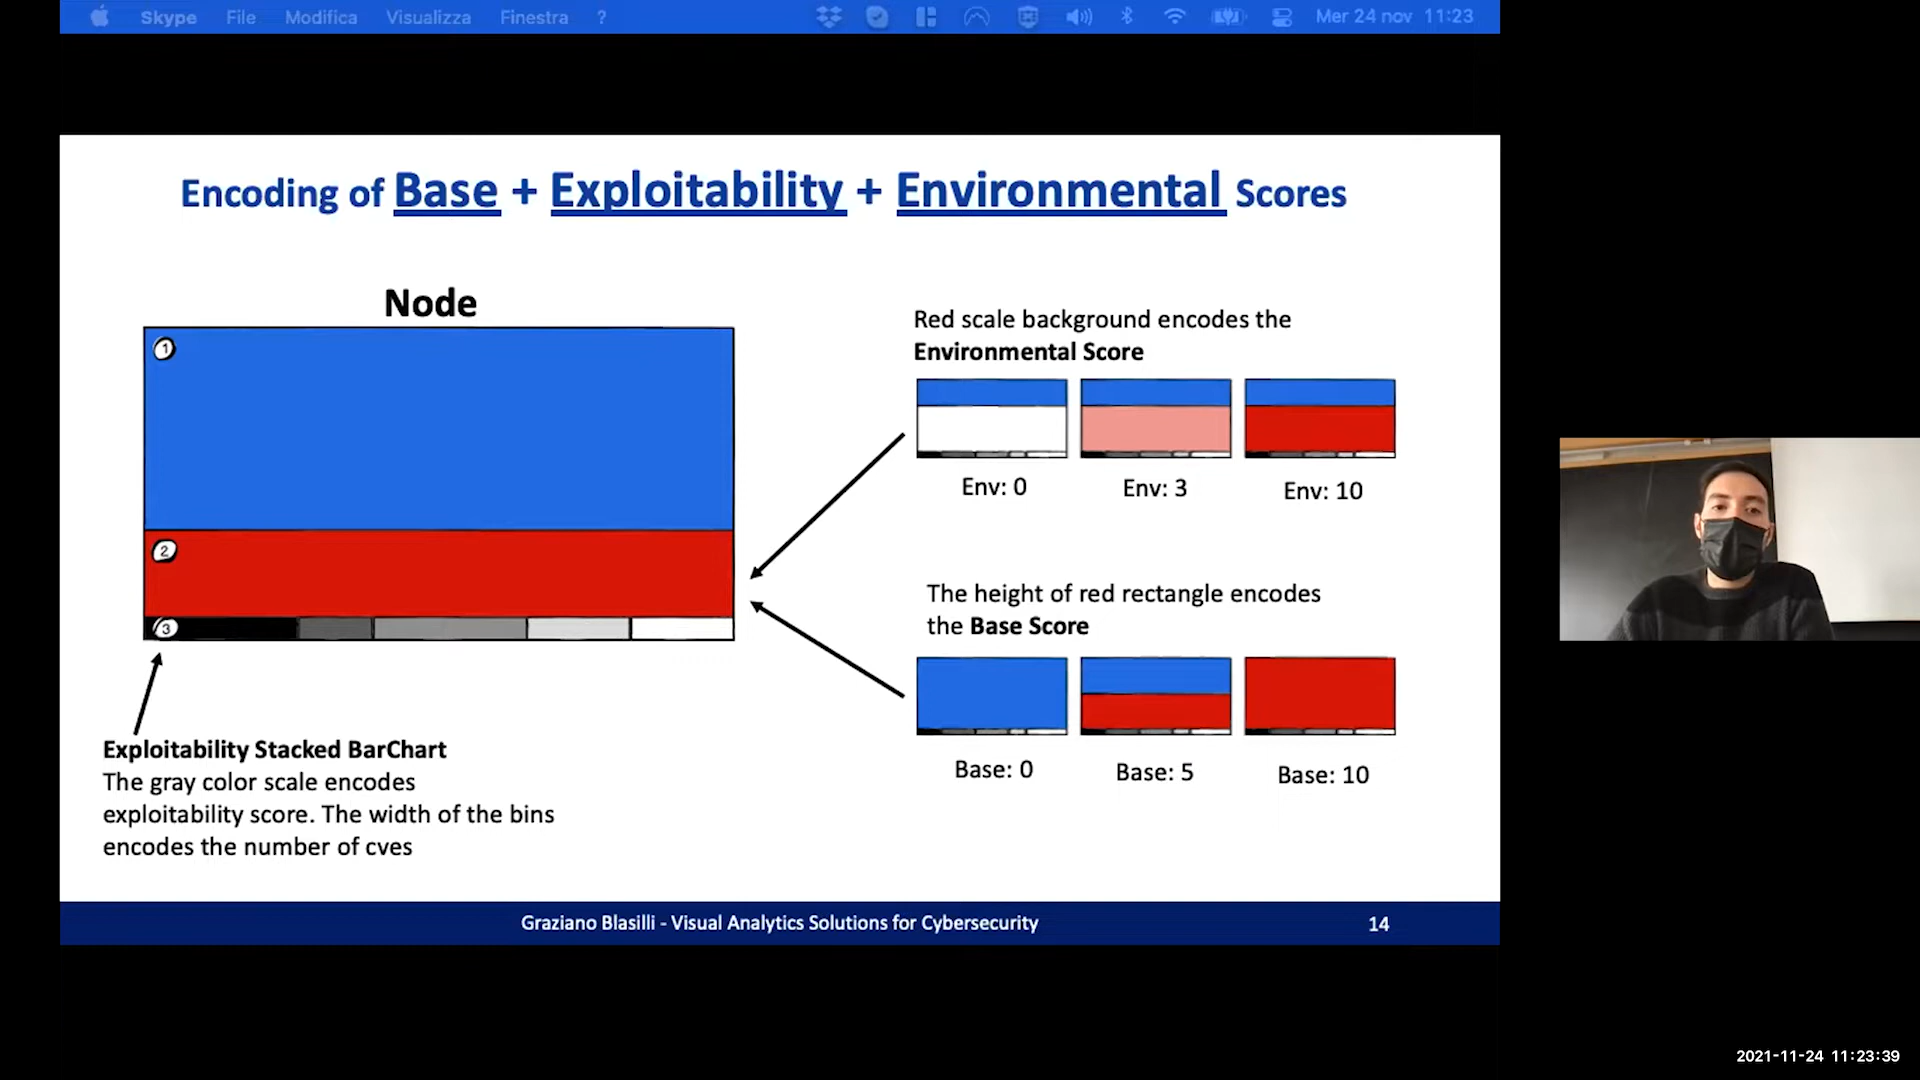 Skype File Modifica Visualizza Finestra ? Mer 24 nov 11:23
Encoding of Base + Exploitability + Environmental Scores
Node
1
2
3
Exploitability Stacked BarChart
The gray color scale encodes
exploitability score. The width of the bins
encodes the number of cves
Red scale background encodes the
Environmental Score
Env: 0 Env: 3 Env: 10
The height of red rectangle encodes
the Base Score
Base: 0 Base: 5 Base: 10
Graziano Blasilli - Visual Analytics Solutions for Cybersecurity 14
2021-11-24 11:23:39